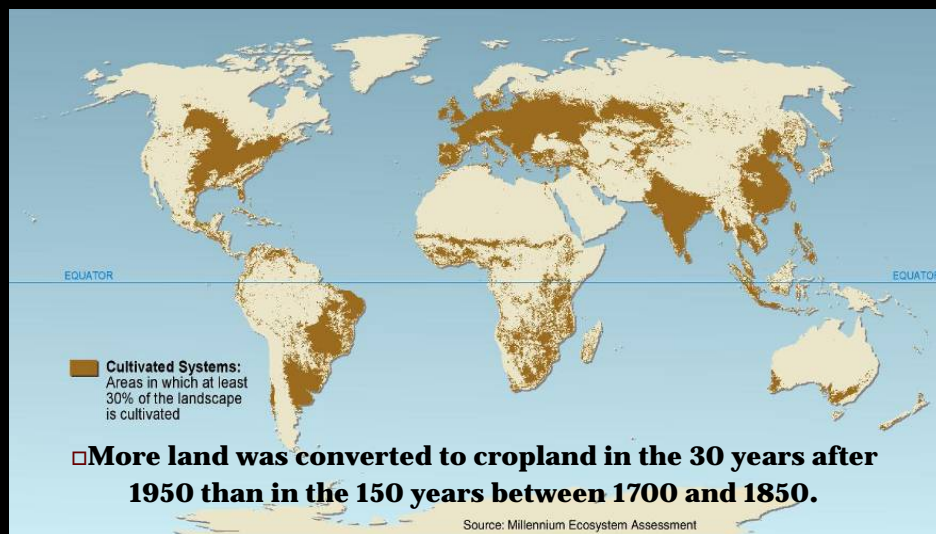 EQUATOR
EQUATOR
Cultivated Systems:
Areas in which at least
30% of the landscape
is cultivated
□More land was converted to cropland in the 30 years after
1950 than in the 150 years between 1700 and 1850.
Source: Millennium Ecosystem Assessment